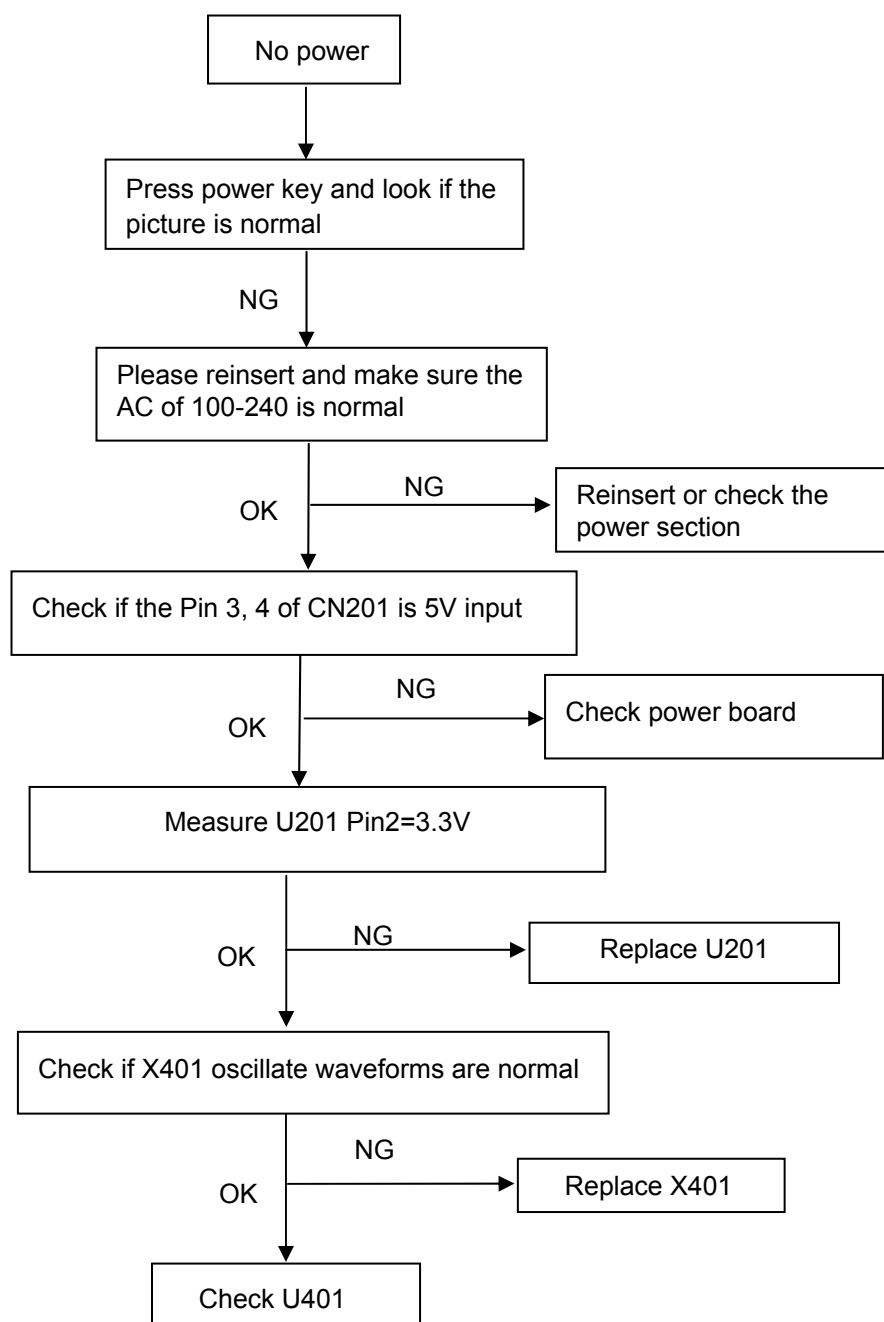 No power
Press power key and look if the
picture is normal
NG
Please reinsert and make sure the
AC of 100-240 is normal
NG
OK
Reinsert or check the
power section
Check if the Pin 3, 4 of CN201 is 5V input
NG
OK
Check power board
Measure U201 Pin2=3.3V
NG
OK
Replace U201
Check if X401 oscillate waveforms are normal
NG
OK
Replace X401
Check U401